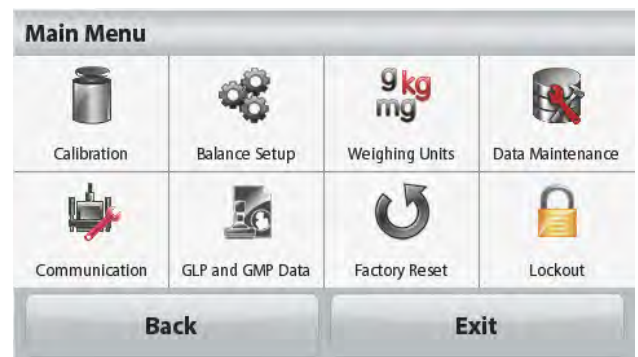 Main Menu
g kg
mg
Calibration
Balance Setup
Weighing Units
Data Maintenance
Communication
GLP and GMP Data
Factory Reset
Lockout
Back
Exit